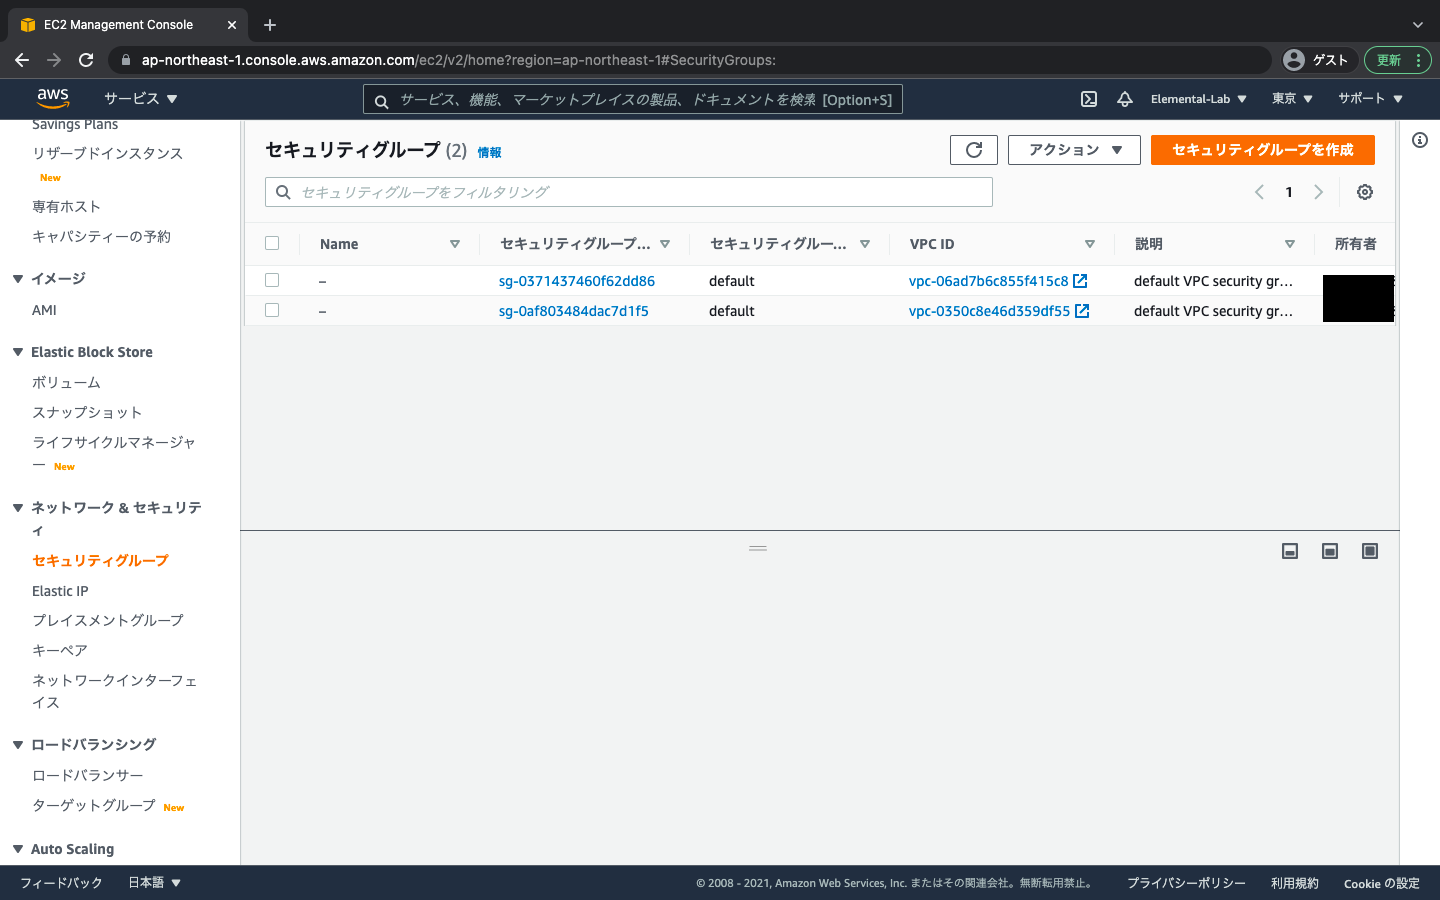 EC2 Management Console
ap-northeast-1.console.aws.amazon.com/ec2/v2/home?region=ap-northeast-1#SecurityGroups:
ゲスト
更新
aws
サービス
サービス、機能、マーケットプレイスの製品、ドキュメントを検索 [Option+S]
Elemental-Lab
東京
サポート
Savings Plans
リザーブドインスタンス
New
専有ホスト
キャパシティーの予約
イメージ
AMI
Elastic Block Store
ボリューム
スナップショット
ライフサイクルマネージャ
ー New
ネットワーク & セキュリテ
ィ
セキュリティグループ
Elastic IP
プレイスメントグループ
キーペア
ネットワークインターフェ
イス
ロードバランシング
ロードバランサー
ターゲットグループ New
Auto Scaling
セキュリティグループ (2) 情報
アクション
セキュリティグループを作成
セキュリティグループをフィルタリング
1
Name セキュリティグループ... セキュリティグルー... VPC ID 説明 所有者
– sg-0371437460f62dd86 default vpc-06ad7b6c855f415c8 default VPC security gr...
– sg-0af803484dac7d1f5 default vpc-0350c8e46d359df55 default VPC security gr...
フィードバック
日本語
© 2008 - 2021, Amazon Web Services, Inc. またはその関連会社。無断転用禁止。
プライバシーポリシー
利用規約
Cookie の設定